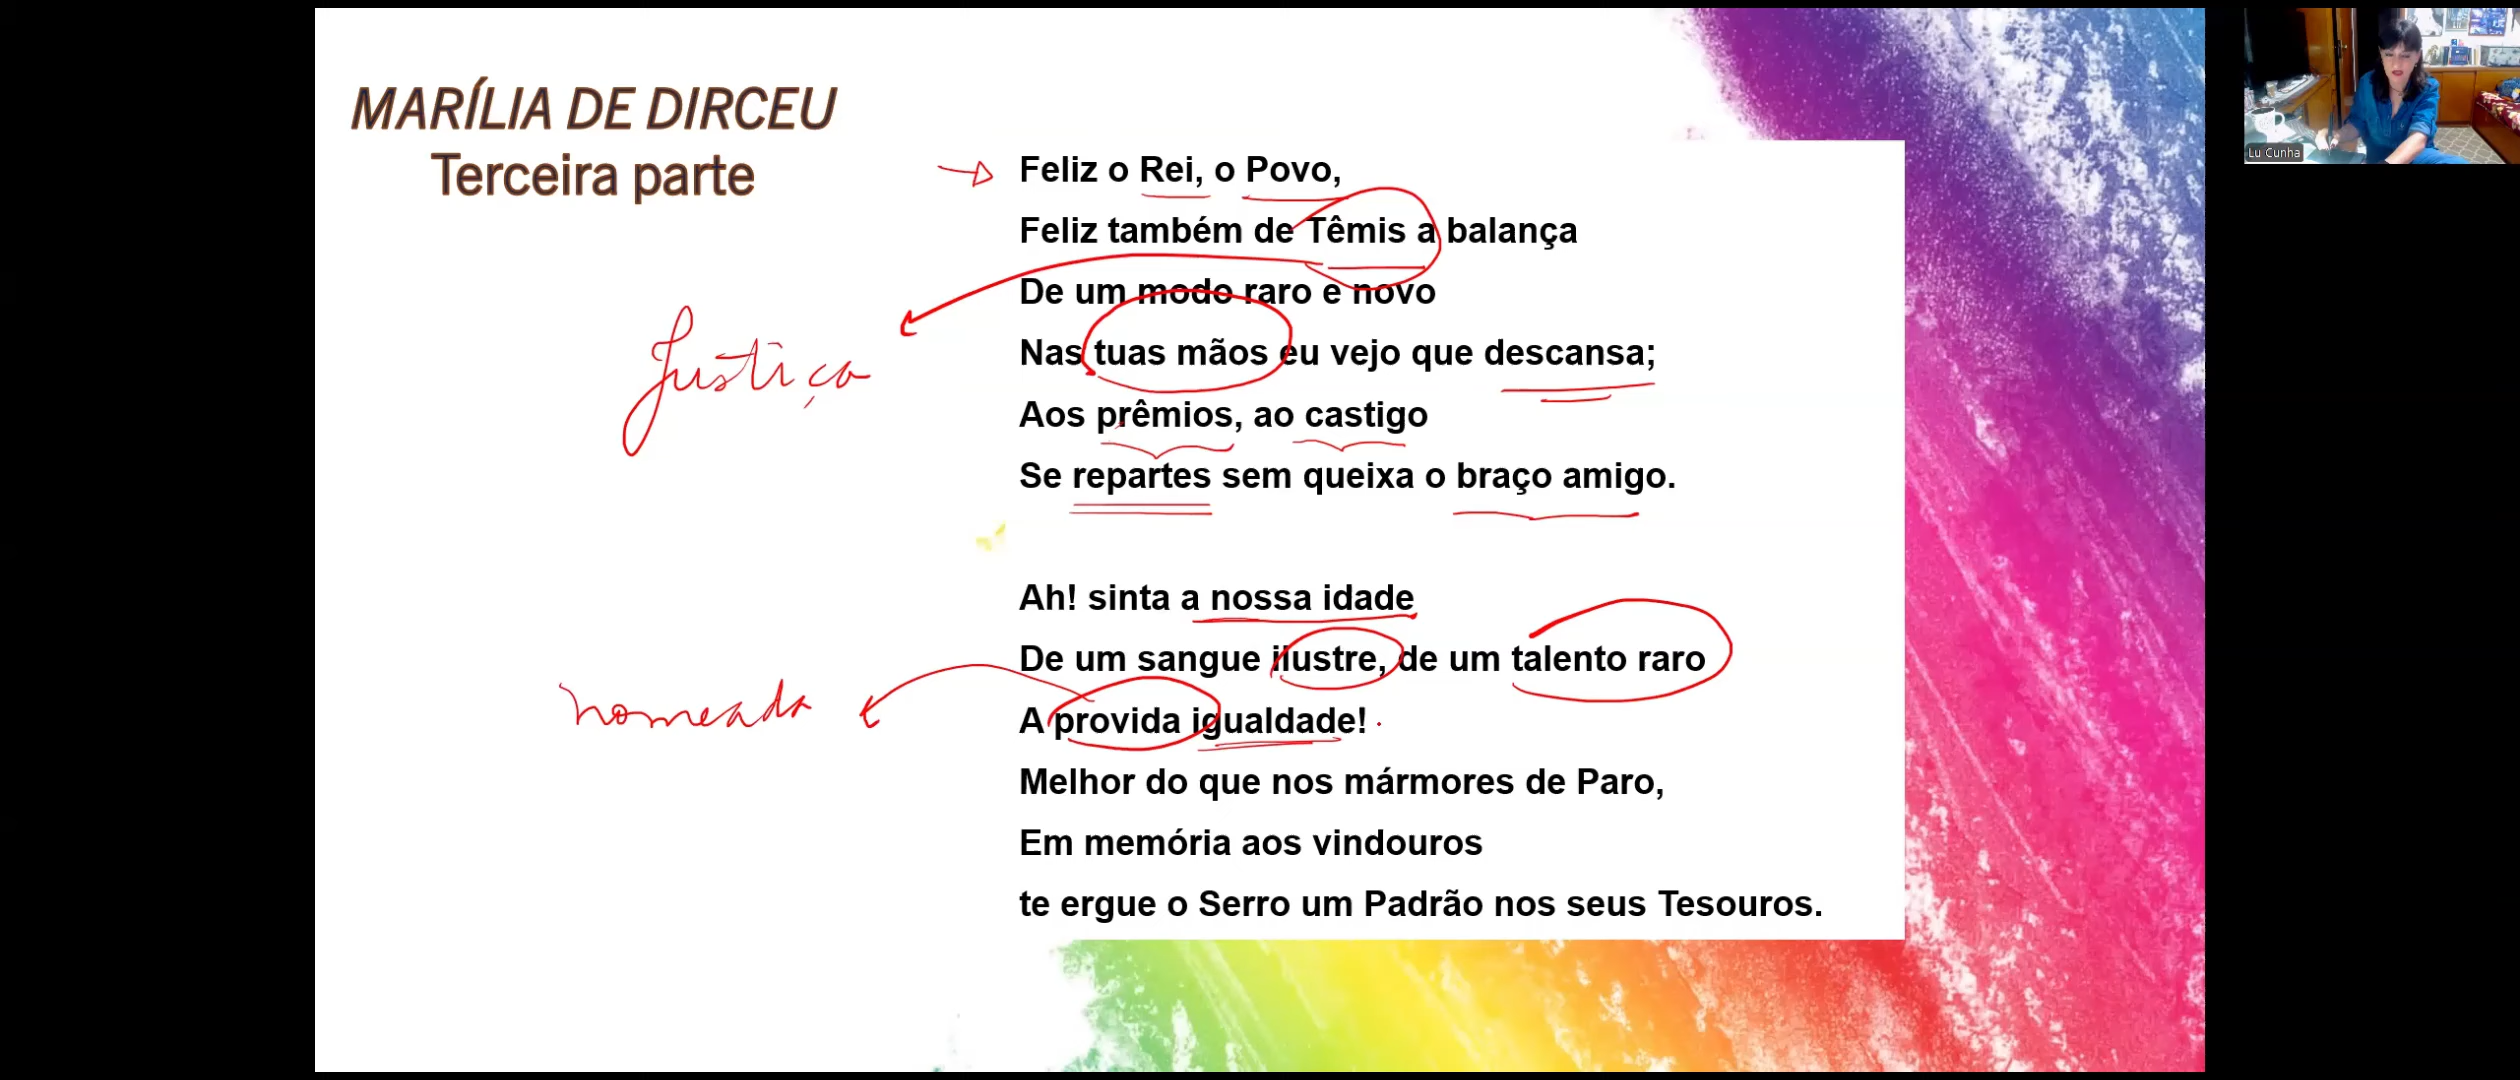 MARÍLIA DE DIRCEU
Terceira parte
Feliz o Rei, o Povo,
Feliz também de Têmis a balança
De um modo raro e novo
Nas tuas mãos eu vejo que descansa;
Aos prêmios, ao castigo
Se repartes sem queixa o braço amigo.
Justiça
Ah! sinta a nossa idade
De um sangue ilustre, de um talento raro
A provida igualdade!
nomeada
Melhor do que nos mármores de Paro,
Em memória aos vindouros
te ergue o Serro um Padrão nos seus Tesouros.
Lu Cunha